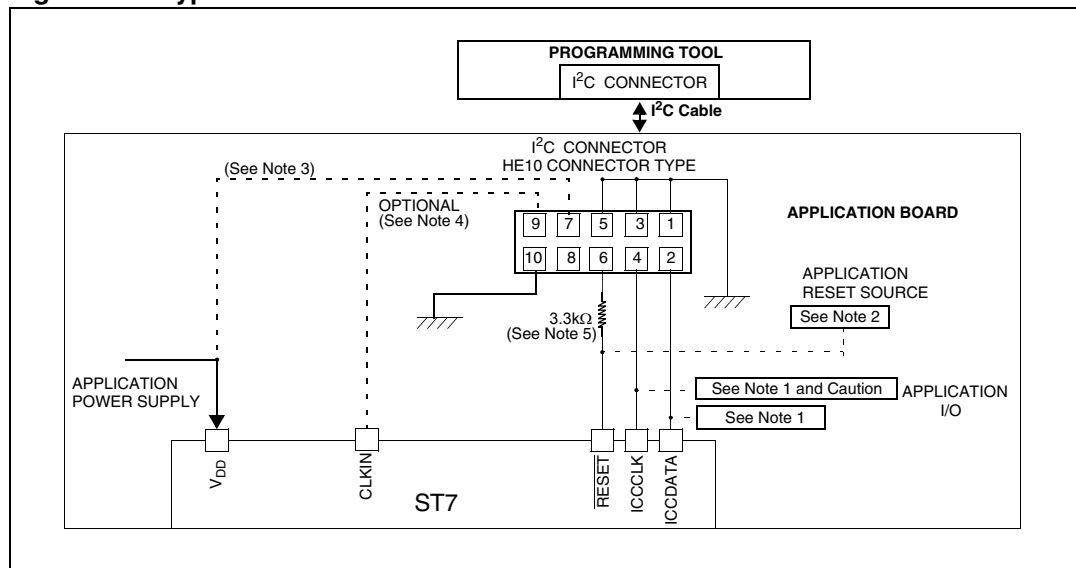 PROGRAMMING TOOL
I2C CONNECTOR
I2C Cable
I2C CONNECTOR
HE10 CONNECTOR TYPE
(See Note 3)
OPTIONAL
(See Note 4)
9 7 5 3 1
10 8 6 4 2
APPLICATION BOARD
APPLICATION
RESET SOURCE
See Note 2
3.3kΩ
(See Note 5)
APPLICATION
POWER SUPPLY
See Note 1 and Caution
See Note 1
APPLICATION
I/O
VDD
CLKIN
RESET
ICCCLK
ICCDATA
ST7